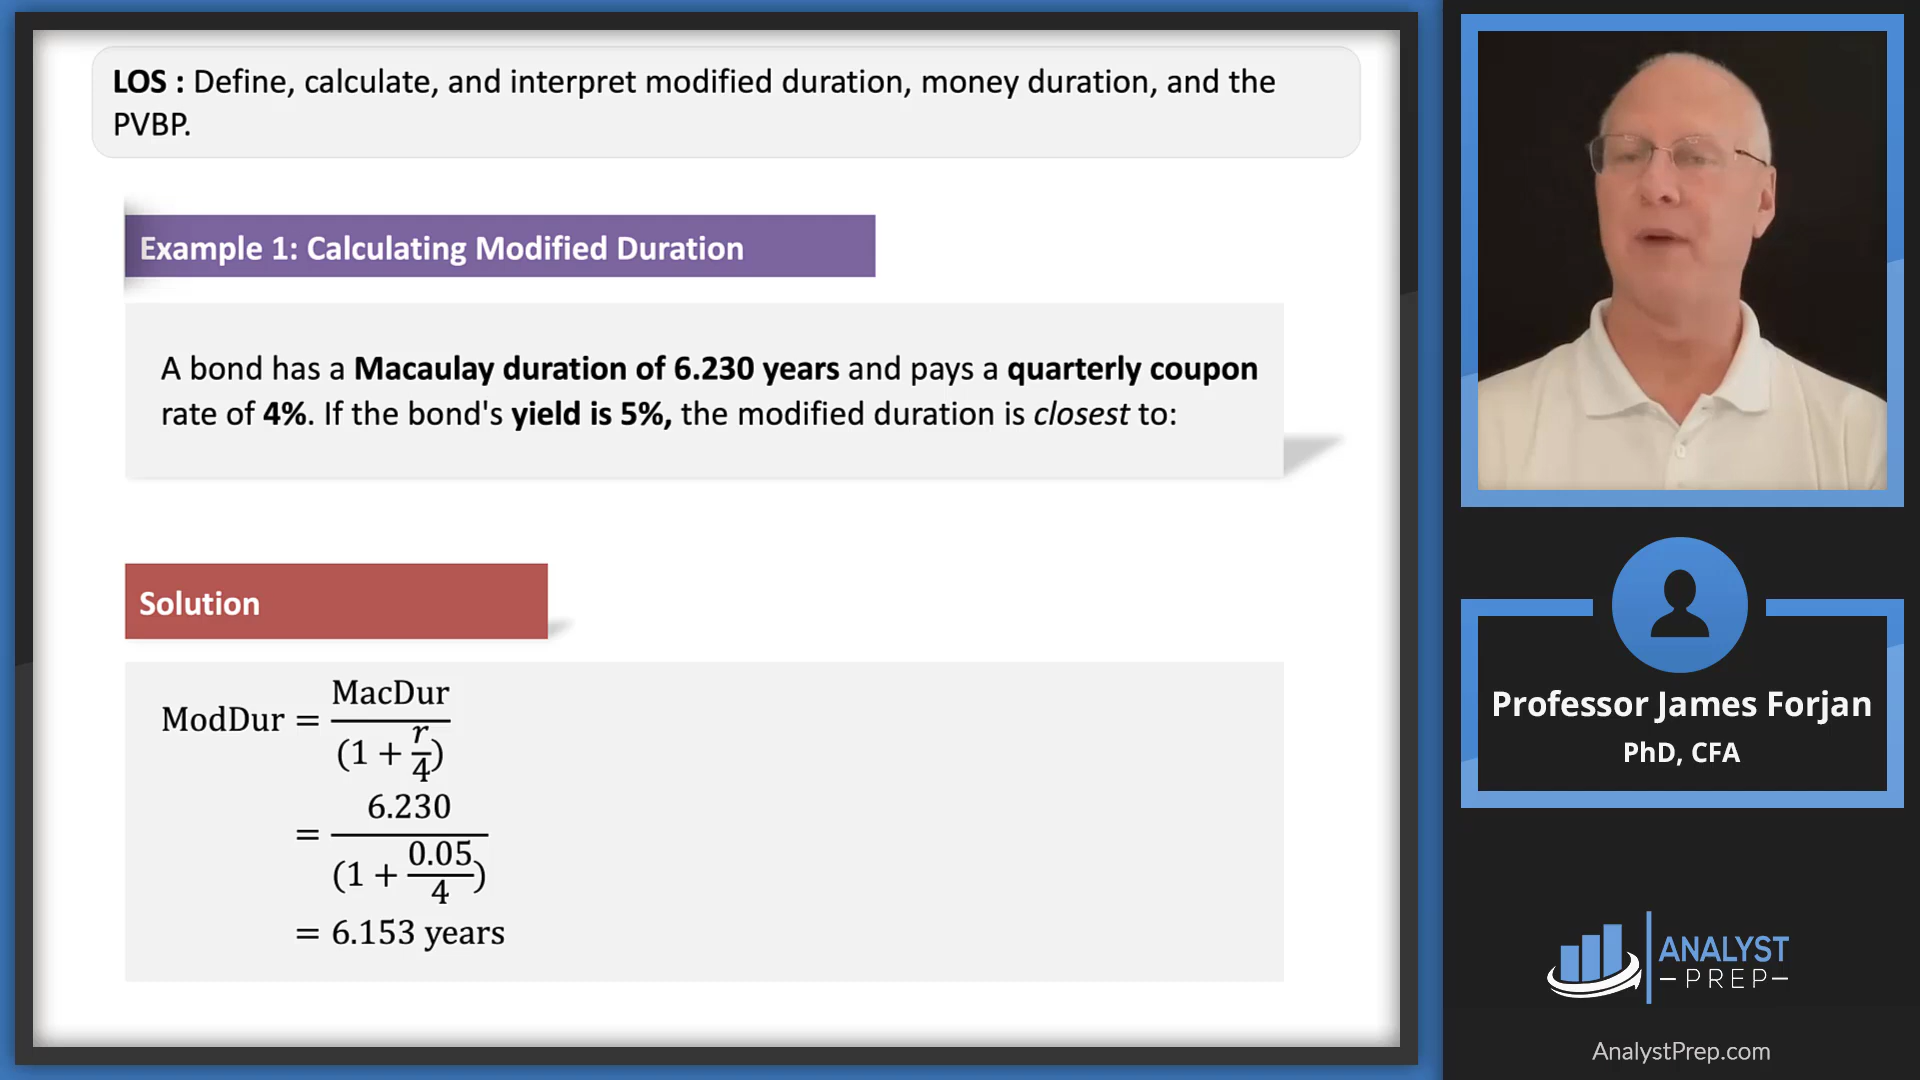 LOS : Define, calculate, and interpret modified duration, money duration, and the
PVBP.
Example 1: Calculating Modified Duration
A bond has a Macaulay duration of 6.230 years and pays a quarterly coupon
rate of 4%. If the bond's yield is 5%, the modified duration is closest to:
Solution
ModDur = MacDur / (1 + r/4)
= 6.230 / (1 + 0.05/4)
= 6.153 years
Professor James Forjan
PhD, CFA
ANALYST
PREP
AnalystPrep.com